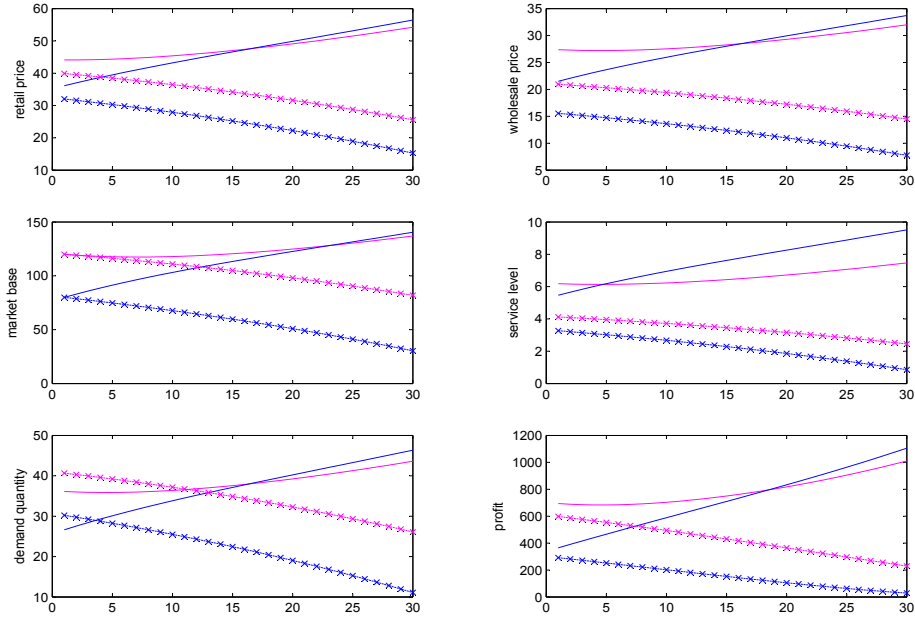 retail price
60
50
40
30
20
10
0 5 10 15 20 25 30
wholesale price
35
30
25
20
15
10
5
0 5 10 15 20 25 30
market base
150
100
50
0
0 5 10 15 20 25 30
service level
10
8
6
4
2
0
0 5 10 15 20 25 30
demand quantity
50
40
30
20
10
0 5 10 15 20 25 30
profit
1200
1000
800
600
400
200
0
0 5 10 15 20 25 30